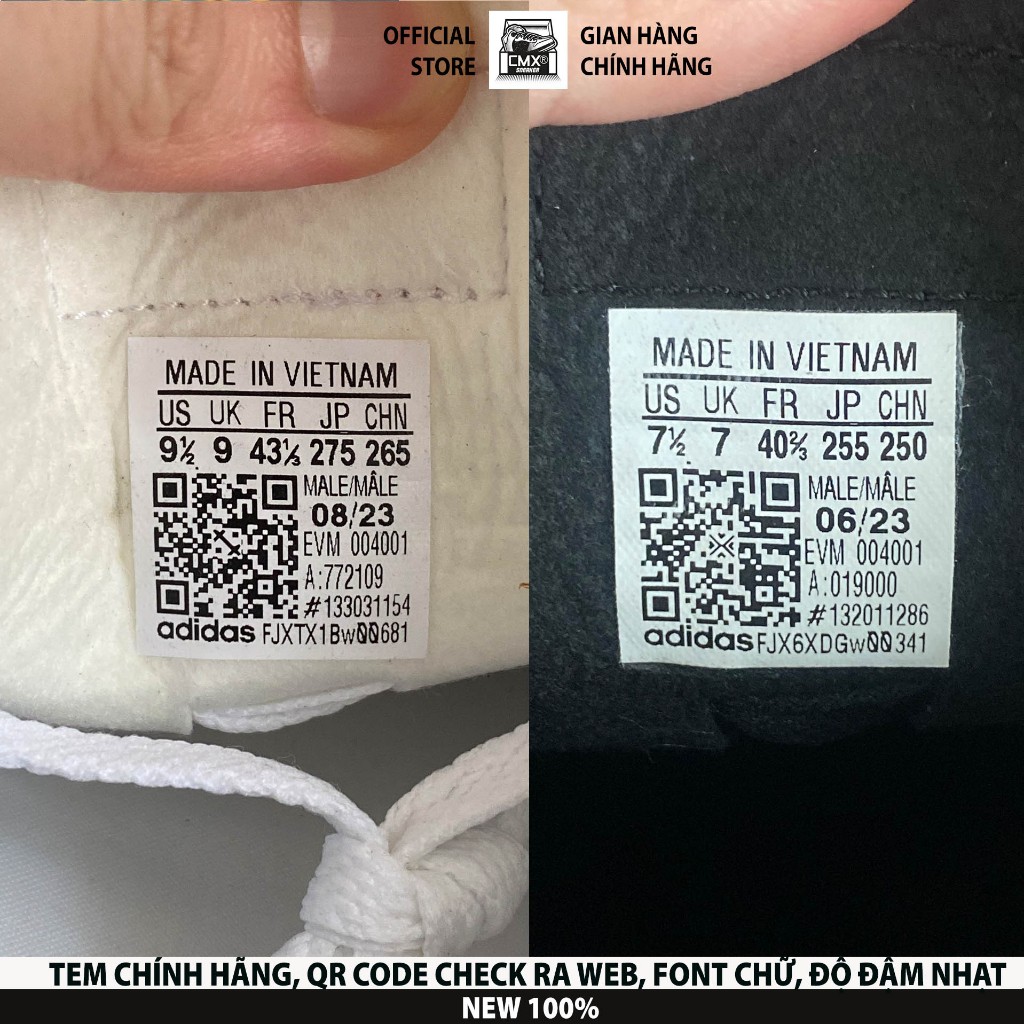 OFFICIAL
STORE
CMX®
SNEAKER
GIAN HÀNG
CHÍNH HÃNG
MADE IN VIETNAM
US UK FR JP CHN
9½ 9 43⅓ 275 265
MALE/MÂLE
08/23
EVM 004001
A:772109
#133031154
adidas FJXTX1Bw00681
MADE IN VIETNAM
US UK FR JP CHN
7½ 7 40⅔ 255 250
MALE/MÂLE
06/23
EVM 004001
A:019000
#132011286
adidas FJX6XDGw00341
TEM CHÍNH HÃNG, QR CODE CHECK RA WEB, FONT CHỮ, ĐỘ ĐẬM NHẠT
NEW 100%